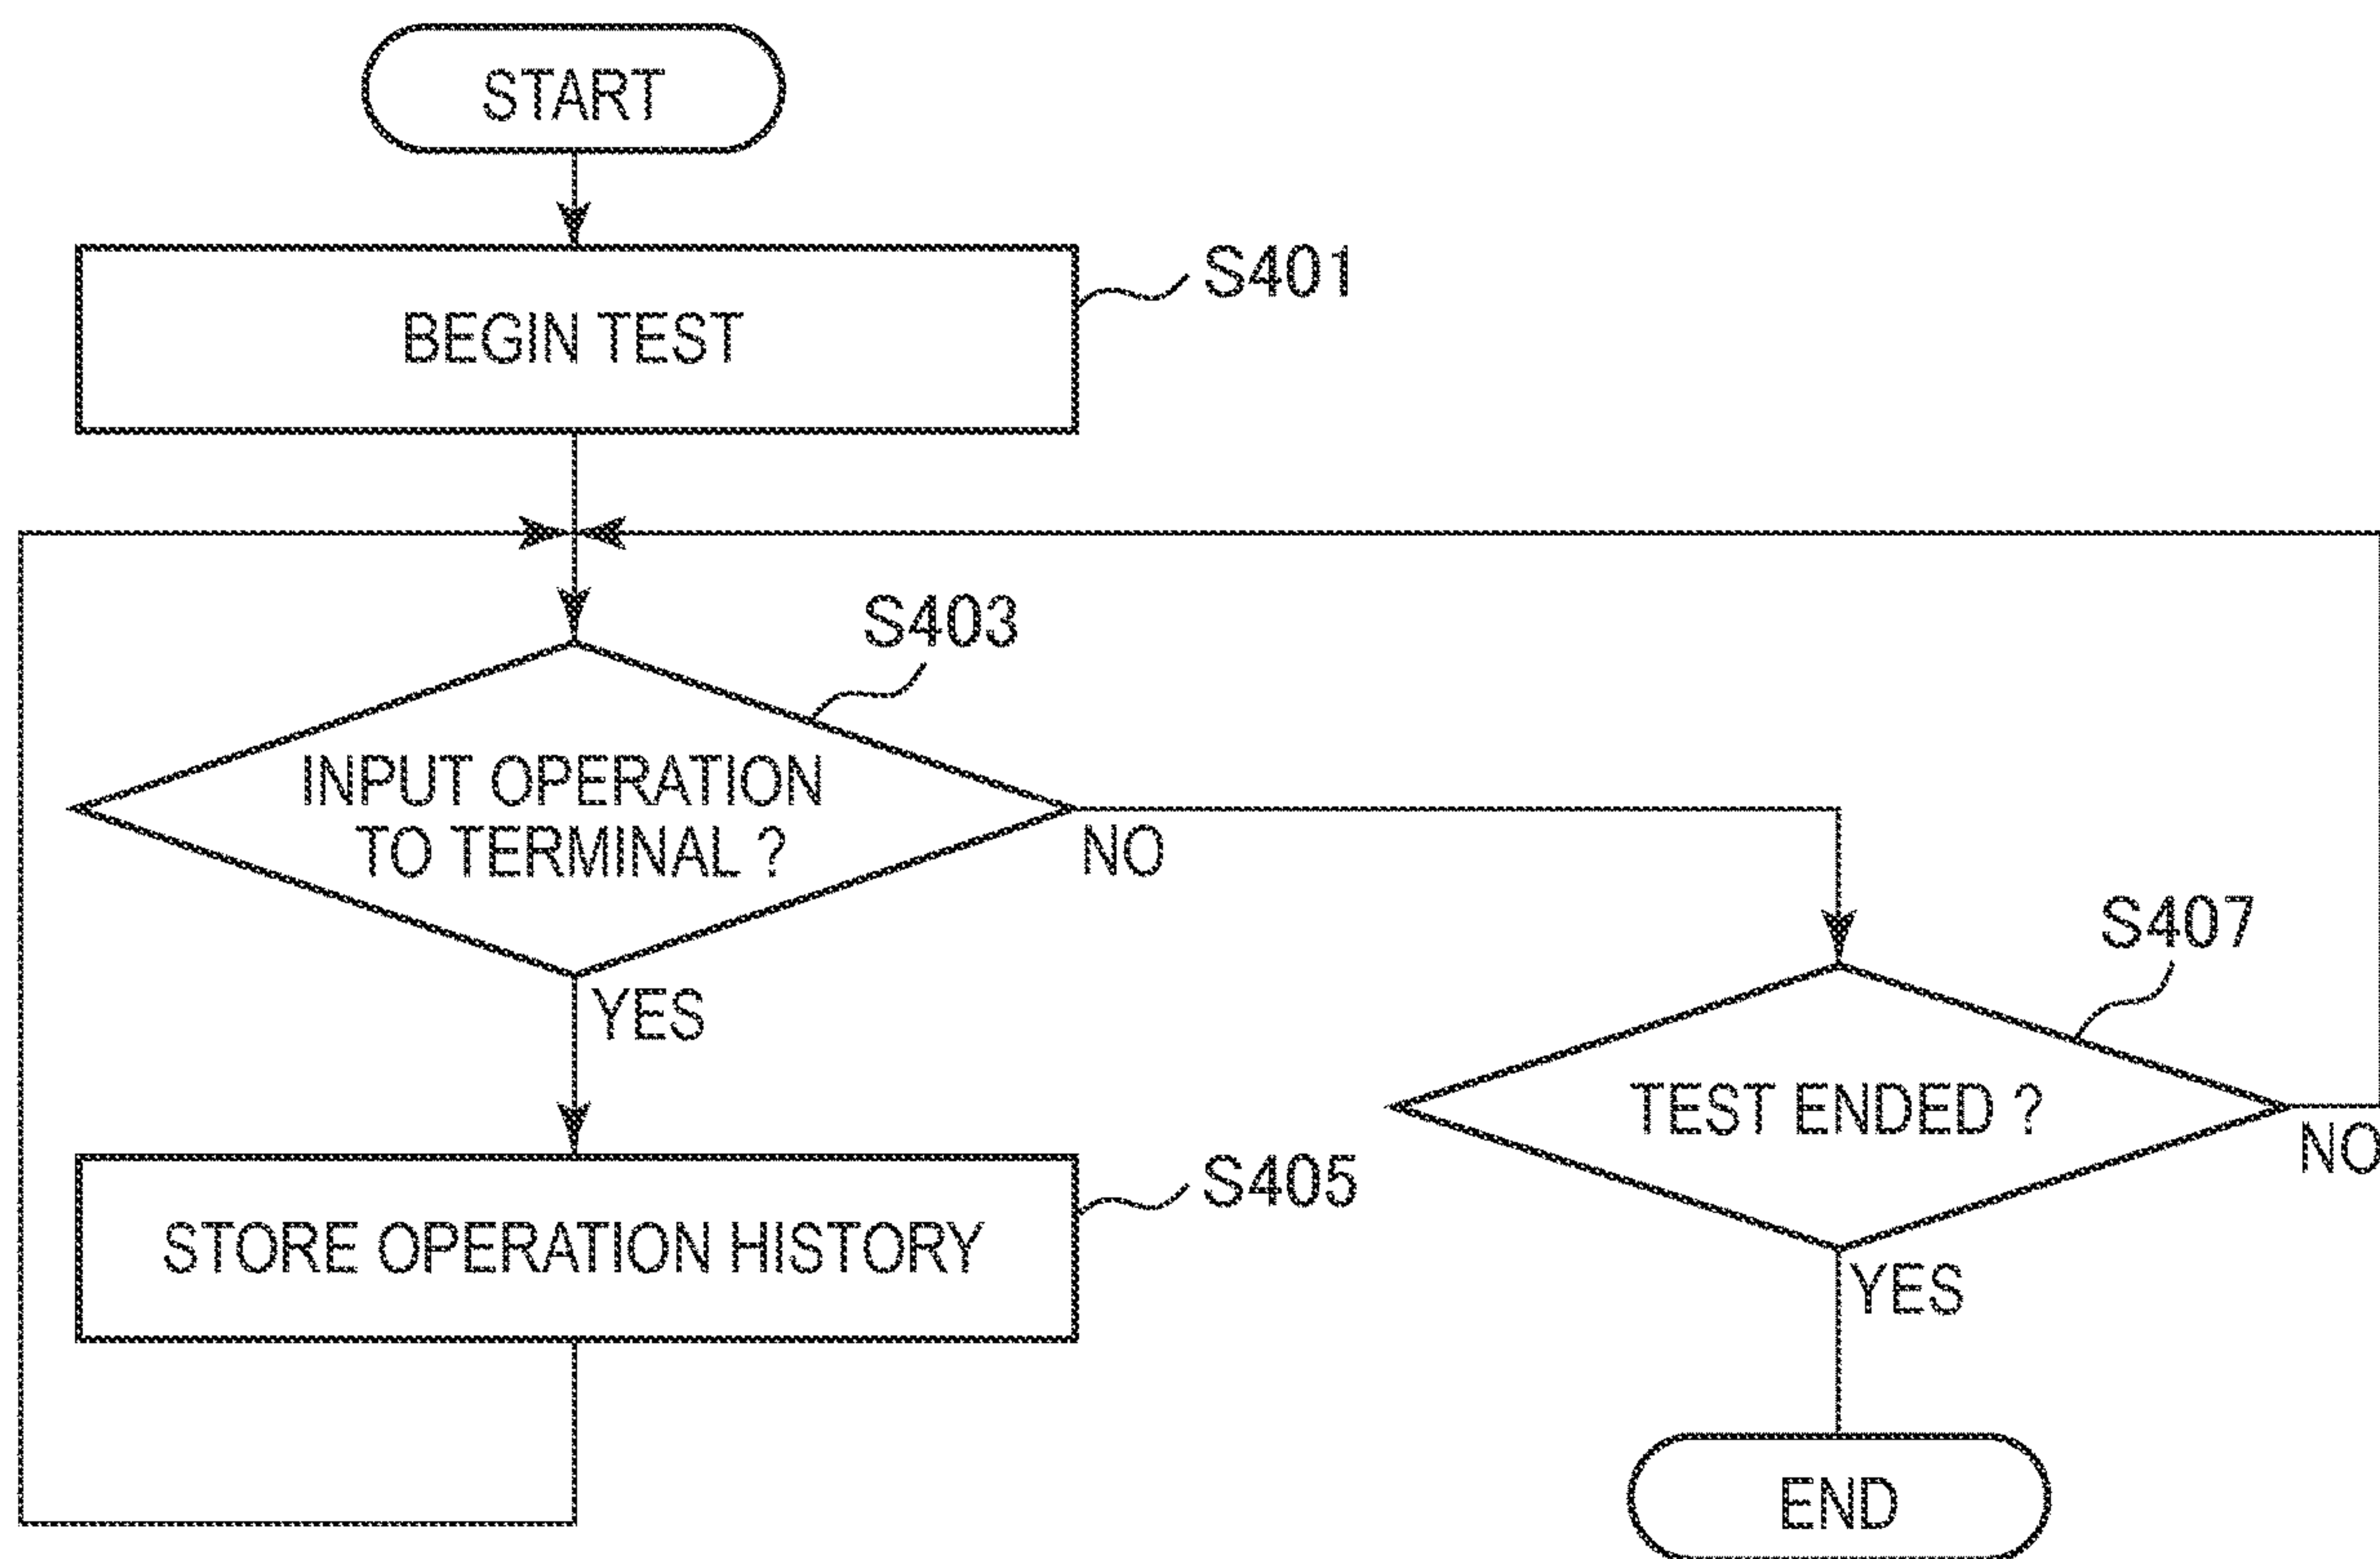 START
BEGIN TEST
S401
S403
INPUT OPERATION
TO TERMINAL ?
NO
YES
S407
TEST ENDED ?
NO
YES
STORE OPERATION HISTORY
S405
END